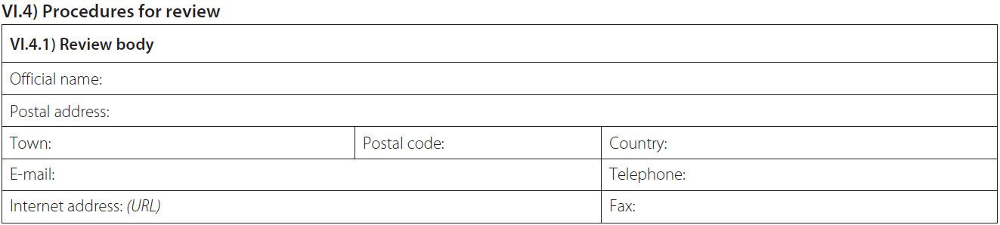 VI.4) Procedures for review
VI.4.1) Review body
Official name:
Postal address:
Town: Postal code: Country:
E-mail: Telephone:
Internet address: (URL) Fax: